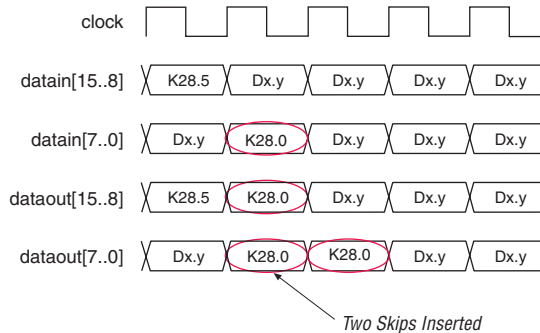 clock
datain[15..8] K28.5 Dx.y Dx.y Dx.y Dx.y
datain[7..0] Dx.y K28.0 Dx.y Dx.y Dx.y
dataout[15..8] K28.5 K28.0 Dx.y Dx.y Dx.y
dataout[7..0] Dx.y K28.0 K28.0 Dx.y Dx.y
Two Skips Inserted